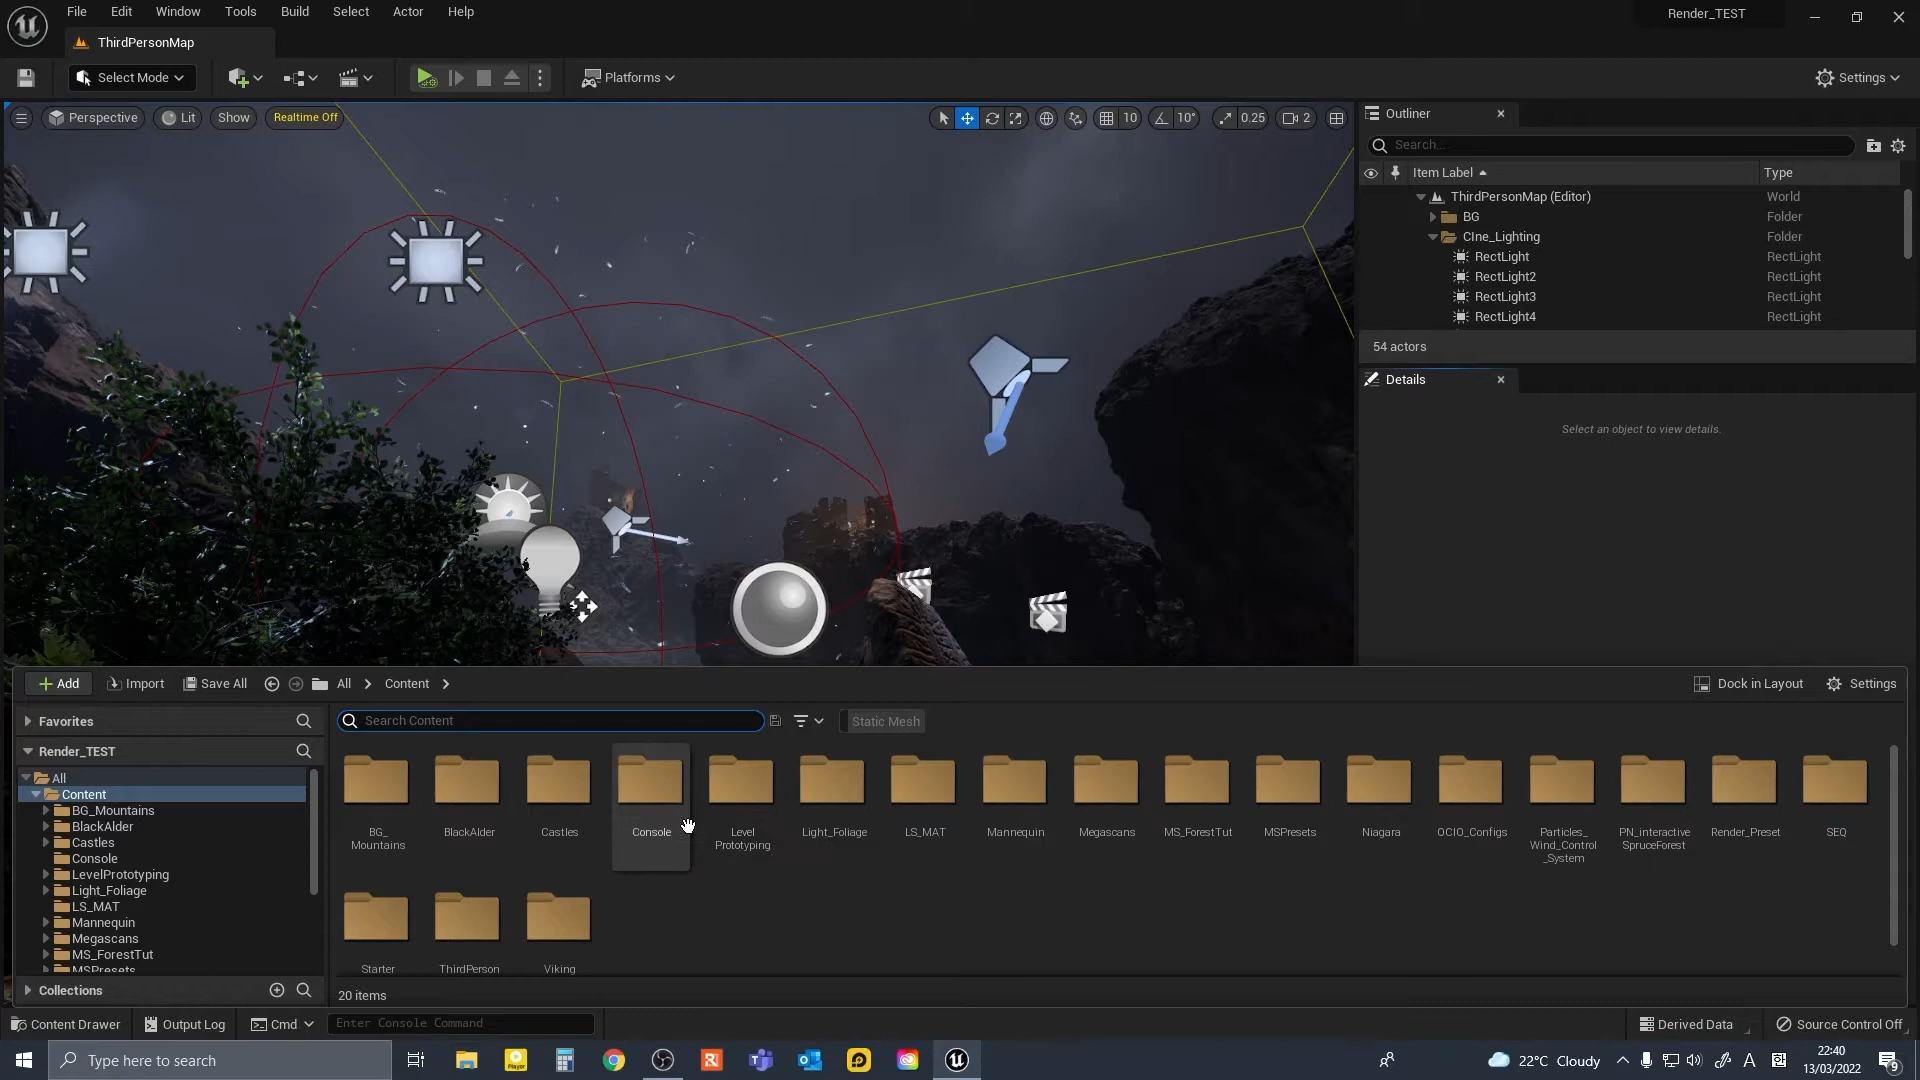 File Edit Window Tools Build Select Actor Help
Render_TEST
ThirdPersonMap
Select Mode
Platforms
Settings
Perspective Lit Show Realtime Off
10 10° 0.25 2
Outliner
Search...
Item Label Type
ThirdPersonMap (Editor) World
BG Folder
CIne_Lighting Folder
RectLight RectLight
RectLight2 RectLight
RectLight3 RectLight
RectLight4 RectLight
54 actors
Details
Select an object to view details.
Add Import Save All All Content Dock in Layout Settings
Favorites
Search Content
Static Mesh
Render_TEST
All
Content
BG_Mountains
BlackAlder
Castles
Console
LevelPrototyping
Light_Foliage
LS_MAT
Mannequin
Megascans
MS_ForestTut
MSPresets
Collections
BG_
Mountains
BlackAlder
Castles
Console
Level
Prototyping
Light_Foliage
LS_MAT
Mannequin
Megascans
MS_ForestTut
MSPresets
Niagara
OCIO_Configs
Particles_
Wind_Control
_System
PN_interactive
SpruceForest
Render_Preset
SEQ
Starter
ThirdPerson
Viking
20 items
Content Drawer Output Log Cmd Enter Console Command Derived Data Source Control Off
Type here to search
Player
22°C Cloudy
A
22:40
13/03/2022
9